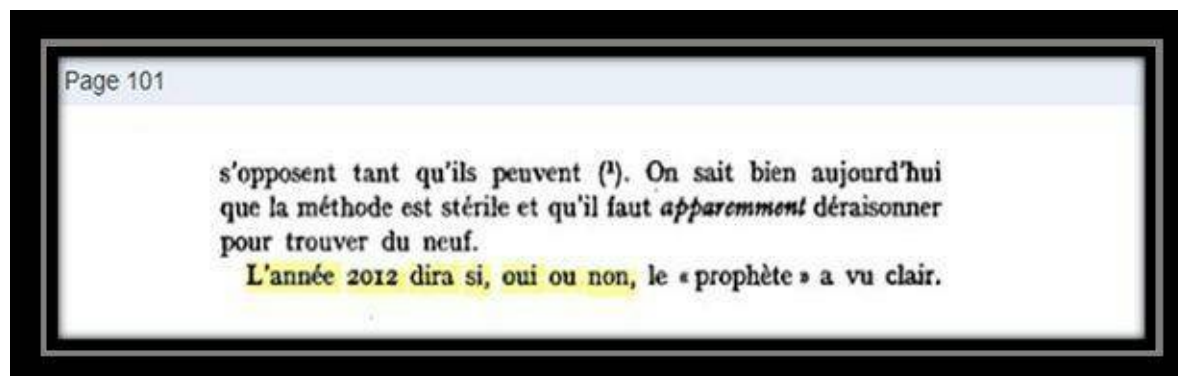 Page 101
s'opposent tant qu'ils peuvent (¹). On sait bien aujourd'hui
que la méthode est stérile et qu'il faut apparemment déraisonner
pour trouver du neuf.
L'année 2012 dira si, oui ou non, le « prophète » a vu clair.